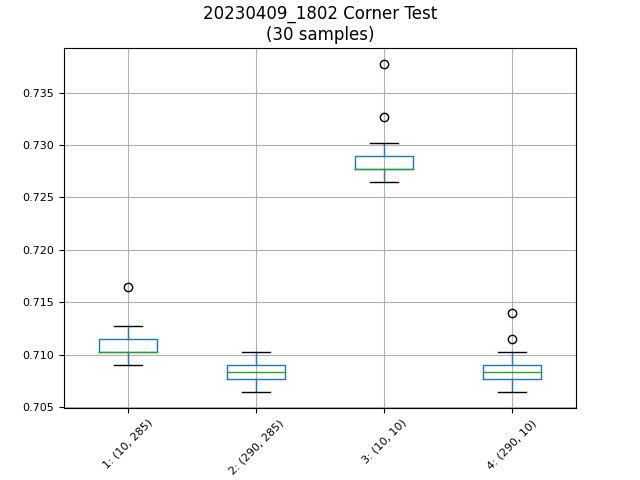 20230409_1802 Corner Test
(30 samples)
0.735
0.730
0.725
0.720
0.715
0.710
0.705
1: (10, 285)
2: (290, 285)
3: (10, 10)
4: (290, 10)